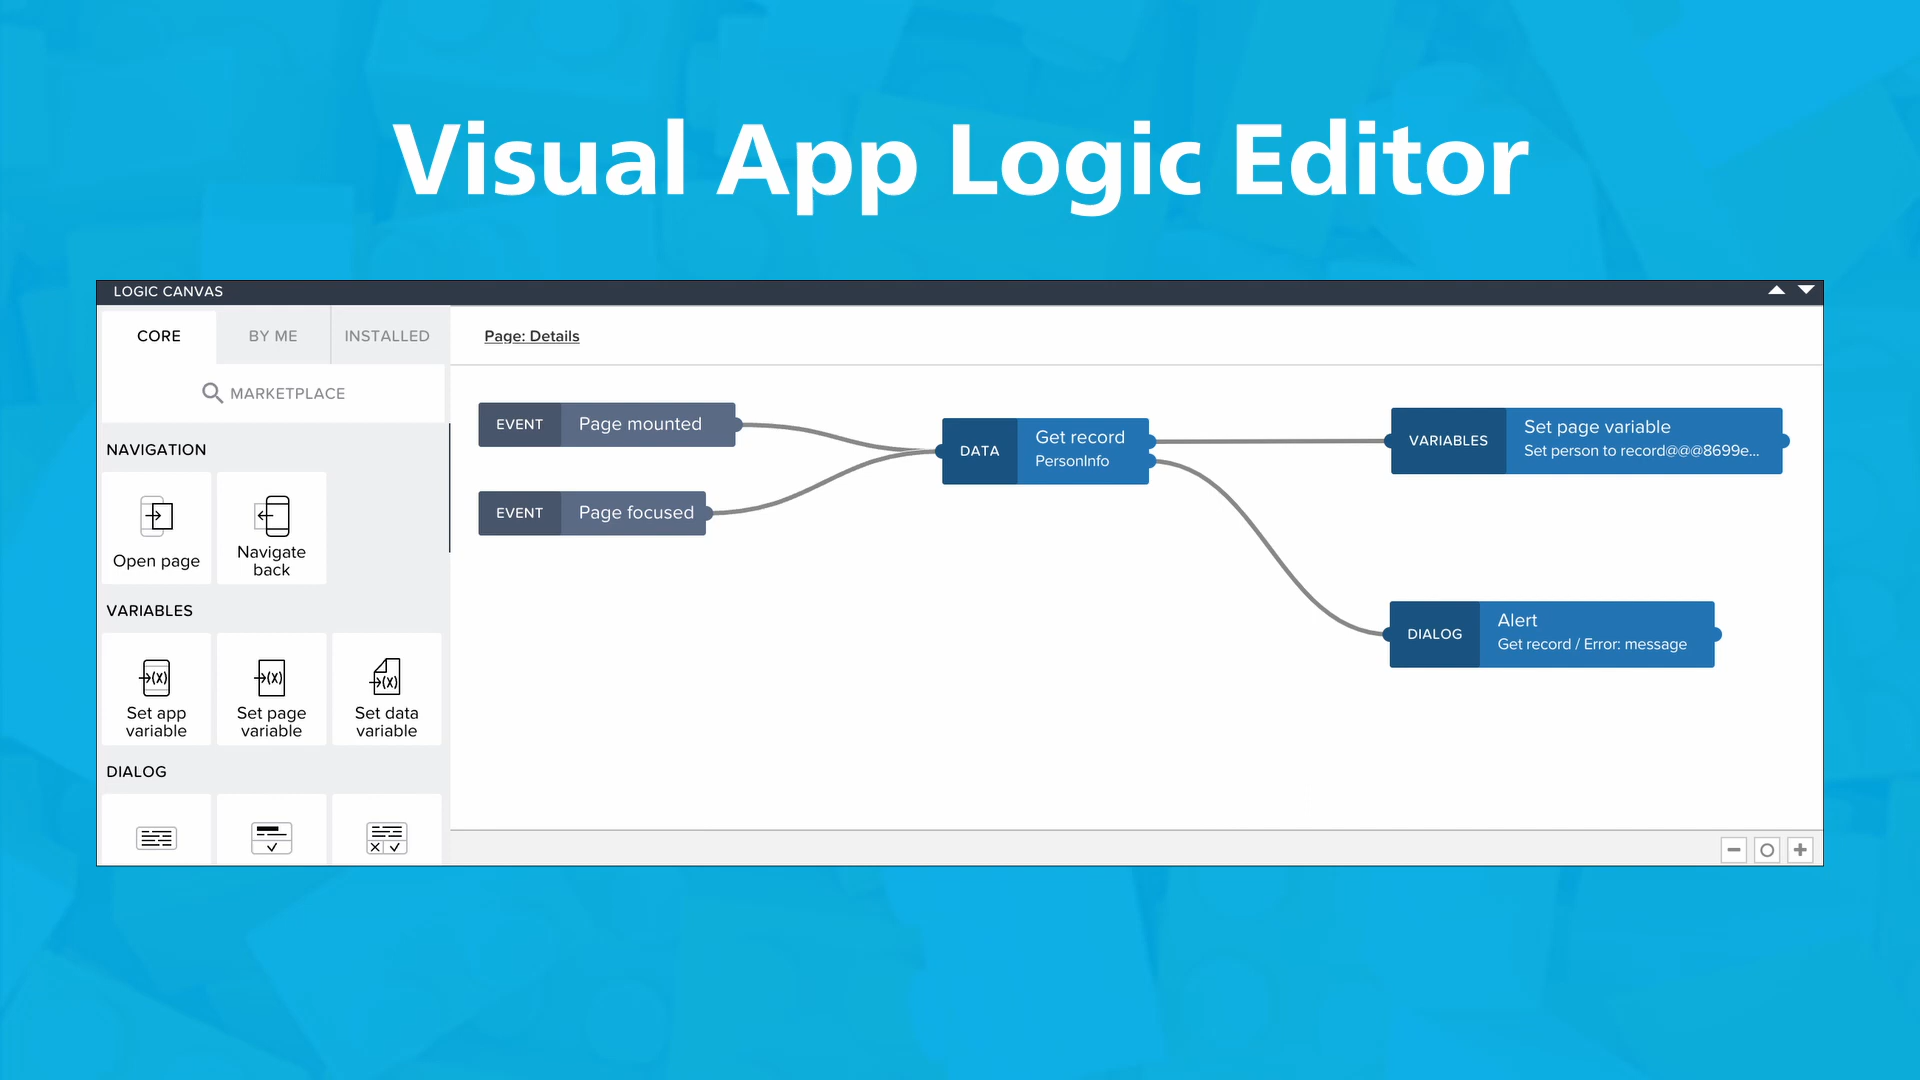 Visual App Logic Editor
LOGIC CANVAS
CORE
BY ME
INSTALLED
MARKETPLACE
NAVIGATION
Open page
Navigate
back
VARIABLES
Set app
variable
Set page
variable
Set data
variable
DIALOG
Page: Details
EVENT
Page mounted
EVENT
Page focused
DATA
Get record
PersonInfo
VARIABLES
Set page variable
Set person to record@@@8699e...
DIALOG
Alert
Get record / Error: message